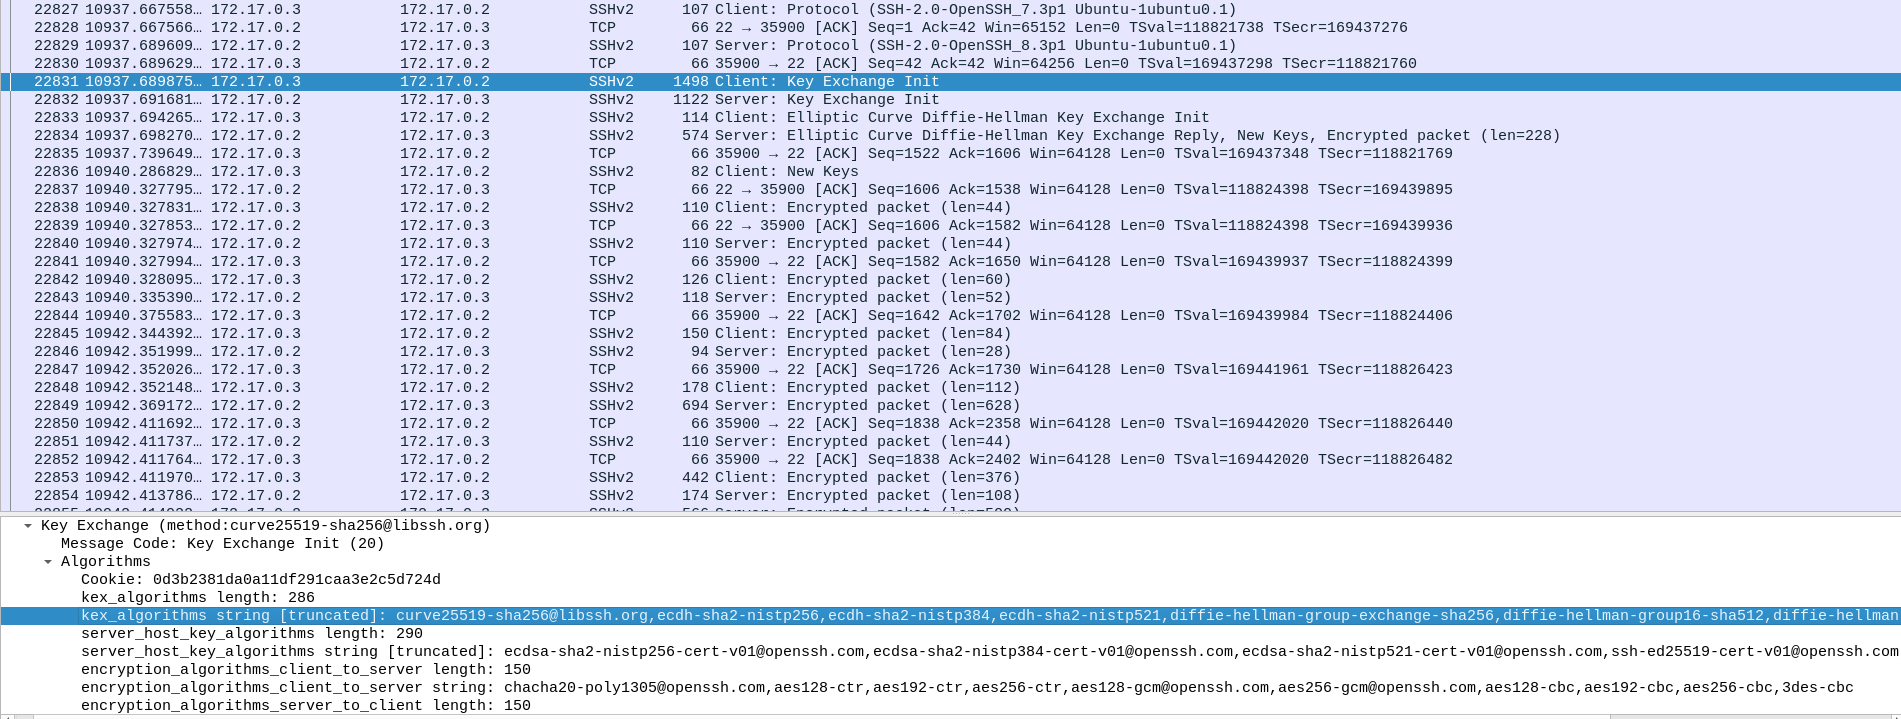 22827 10937.667558… 172.17.0.3 172.17.0.2 SSHv2 107 Client: Protocol (SSH-2.0-OpenSSH_7.3p1 Ubuntu-1ubuntu0.1)
22828 10937.667566… 172.17.0.2 172.17.0.3 TCP 66 22 → 35900 [ACK] Seq=1 Ack=42 Win=65152 Len=0 TSval=118821738 TSecr=169437276
22829 10937.689609… 172.17.0.2 172.17.0.3 SSHv2 107 Server: Protocol (SSH-2.0-OpenSSH_8.3p1 Ubuntu-1ubuntu0.1)
22830 10937.689629… 172.17.0.3 172.17.0.2 TCP 66 35900 → 22 [ACK] Seq=42 Ack=42 Win=64256 Len=0 TSval=169437298 TSecr=118821760
22831 10937.689875… 172.17.0.3 172.17.0.2 SSHv2 1498 Client: Key Exchange Init
22832 10937.691681… 172.17.0.2 172.17.0.3 SSHv2 1122 Server: Key Exchange Init
22833 10937.694265… 172.17.0.3 172.17.0.2 SSHv2 114 Client: Elliptic Curve Diffie-Hellman Key Exchange Init
22834 10937.698270… 172.17.0.2 172.17.0.3 SSHv2 574 Server: Elliptic Curve Diffie-Hellman Key Exchange Reply, New Keys, Encrypted packet (len=228)
22835 10937.739649… 172.17.0.3 172.17.0.2 TCP 66 35900 → 22 [ACK] Seq=1522 Ack=1606 Win=64128 Len=0 TSval=169437348 TSecr=118821769
22836 10940.286829… 172.17.0.3 172.17.0.2 SSHv2 82 Client: New Keys
22837 10940.327795… 172.17.0.2 172.17.0.3 TCP 66 22 → 35900 [ACK] Seq=1606 Ack=1538 Win=64128 Len=0 TSval=118824398 TSecr=169439895
22838 10940.327831… 172.17.0.3 172.17.0.2 SSHv2 110 Client: Encrypted packet (len=44)
22839 10940.327853… 172.17.0.2 172.17.0.3 TCP 66 22 → 35900 [ACK] Seq=1606 Ack=1582 Win=64128 Len=0 TSval=118824398 TSecr=169439936
22840 10940.327974… 172.17.0.2 172.17.0.3 SSHv2 110 Server: Encrypted packet (len=44)
22841 10940.327994… 172.17.0.3 172.17.0.2 TCP 66 35900 → 22 [ACK] Seq=1582 Ack=1650 Win=64128 Len=0 TSval=169439937 TSecr=118824399
22842 10940.328095… 172.17.0.3 172.17.0.2 SSHv2 126 Client: Encrypted packet (len=60)
22843 10940.335390… 172.17.0.2 172.17.0.3 SSHv2 118 Server: Encrypted packet (len=52)
22844 10940.375583… 172.17.0.3 172.17.0.2 TCP 66 35900 → 22 [ACK] Seq=1642 Ack=1702 Win=64128 Len=0 TSval=169439984 TSecr=118824406
22845 10942.344392… 172.17.0.3 172.17.0.2 SSHv2 150 Client: Encrypted packet (len=84)
22846 10942.351999… 172.17.0.2 172.17.0.3 SSHv2 94 Server: Encrypted packet (len=28)
22847 10942.352026… 172.17.0.3 172.17.0.2 TCP 66 35900 → 22 [ACK] Seq=1726 Ack=1730 Win=64128 Len=0 TSval=169441961 TSecr=118826423
22848 10942.352148… 172.17.0.3 172.17.0.2 SSHv2 178 Client: Encrypted packet (len=112)
22849 10942.369172… 172.17.0.2 172.17.0.3 SSHv2 694 Server: Encrypted packet (len=628)
22850 10942.411692… 172.17.0.3 172.17.0.2 TCP 66 35900 → 22 [ACK] Seq=1838 Ack=2358 Win=64128 Len=0 TSval=169442020 TSecr=118826440
22851 10942.411737… 172.17.0.2 172.17.0.3 SSHv2 110 Server: Encrypted packet (len=44)
22852 10942.411764… 172.17.0.3 172.17.0.2 TCP 66 35900 → 22 [ACK] Seq=1838 Ack=2402 Win=64128 Len=0 TSval=169442020 TSecr=118826482
22853 10942.411970… 172.17.0.3 172.17.0.2 SSHv2 442 Client: Encrypted packet (len=376)
22854 10942.413786… 172.17.0.2 172.17.0.3 SSHv2 174 Server: Encrypted packet (len=108)
Key Exchange (method:curve25519-sha256@libssh.org)
Message Code: Key Exchange Init (20)
Algorithms
Cookie: 0d3b2381da0a11df291caa3e2c5d724d
kex_algorithms length: 286
kex_algorithms string [truncated]: curve25519-sha256@libssh.org,ecdh-sha2-nistp256,ecdh-sha2-nistp384,ecdh-sha2-nistp521,diffie-hellman-group-exchange-sha256,diffie-hellman-group16-sha512,diffie-hellman
server_host_key_algorithms length: 290
server_host_key_algorithms string [truncated]: ecdsa-sha2-nistp256-cert-v01@openssh.com,ecdsa-sha2-nistp384-cert-v01@openssh.com,ecdsa-sha2-nistp521-cert-v01@openssh.com,ssh-ed25519-cert-v01@openssh.com
encryption_algorithms_client_to_server length: 150
encryption_algorithms_client_to_server string: chacha20-poly1305@openssh.com,aes128-ctr,aes192-ctr,aes256-ctr,aes128-gcm@openssh.com,aes256-gcm@openssh.com,aes128-cbc,aes192-cbc,aes256-cbc,3des-cbc
encryption_algorithms_server_to_client length: 150